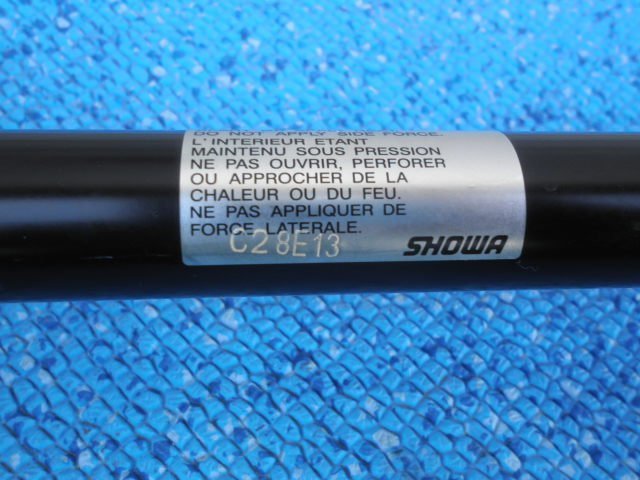 DO NOT APPLY SIDE FORCE.
L'INTERIEUR ETANT
MAINTENU SOUS PRESSION
NE PAS OUVRIR, PERFORER
OU APPROCHER DE LA
CHALEUR OU DU FEU.
NE PAS APPLIQUER DE
FORCE LATERALE.
C28E13
SHOWA